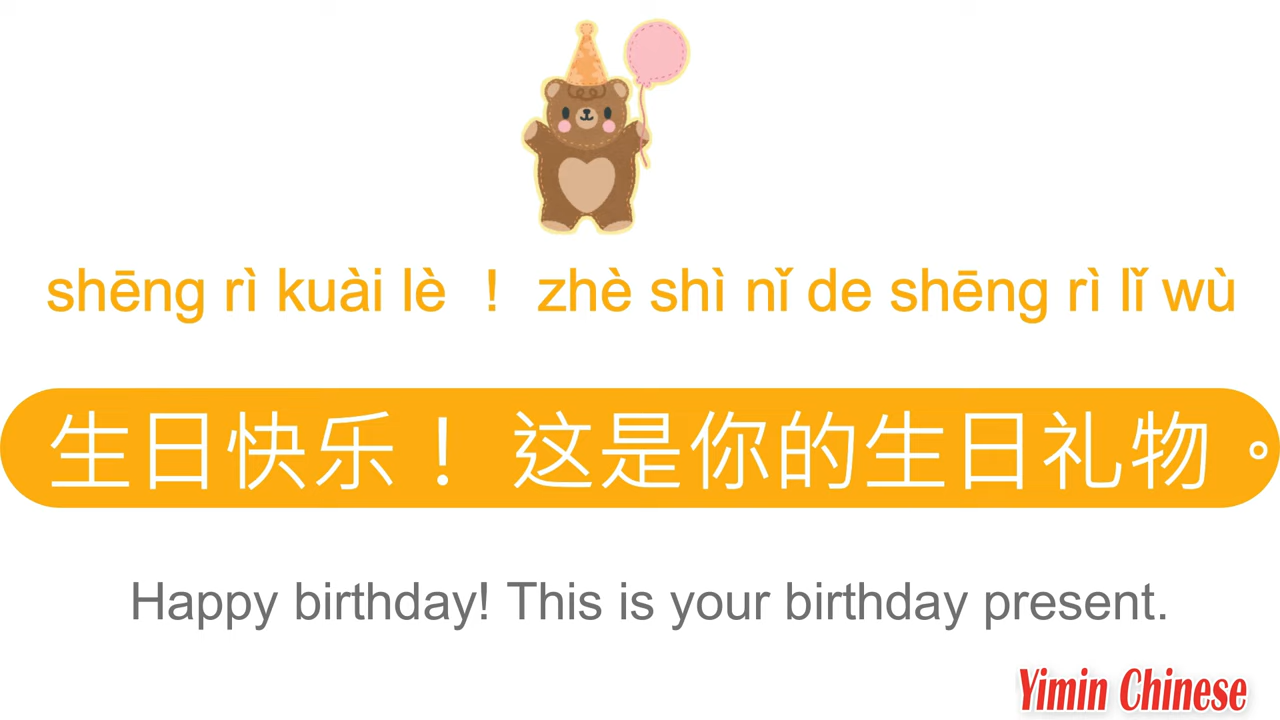 shēng rì kuài lè ！ zhè shì nǐ de shēng rì lǐ wù
生日快乐！ 这是你的生日礼物。
Happy birthday! This is your birthday present.
Yimin Chinese